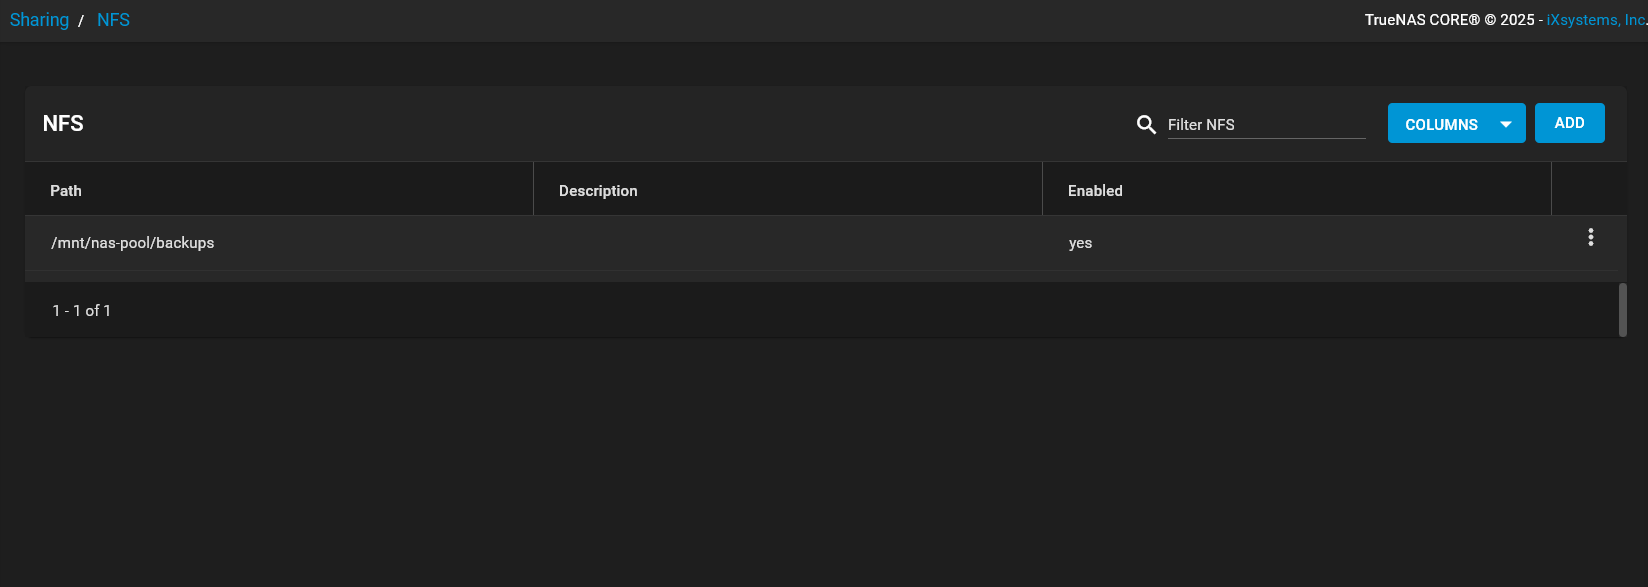 Sharing / NFS
TrueNAS CORE® © 2025 - iXsystems, Inc.
NFS
Filter NFS
COLUMNS
ADD
Path Description Enabled
/mnt/nas-pool/backups yes
1 - 1 of 1